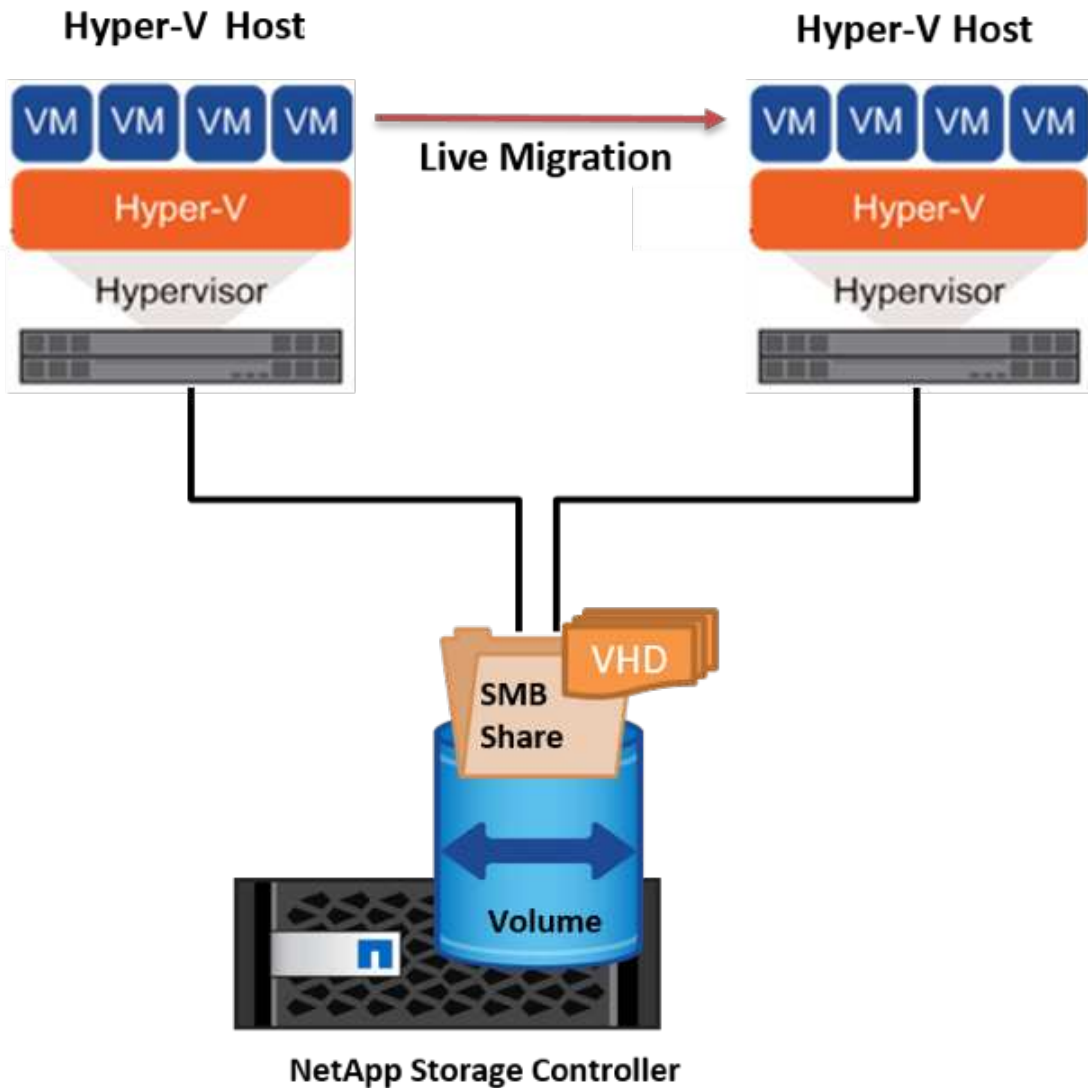 Hyper-V Host
Hyper-V Host
VM VM VM VM
Live Migration
VM VM VM VM
Hyper-V
Hyper-V
Hypervisor
Hypervisor
VHD
SMB
Share
Volume
NetApp Storage Controller